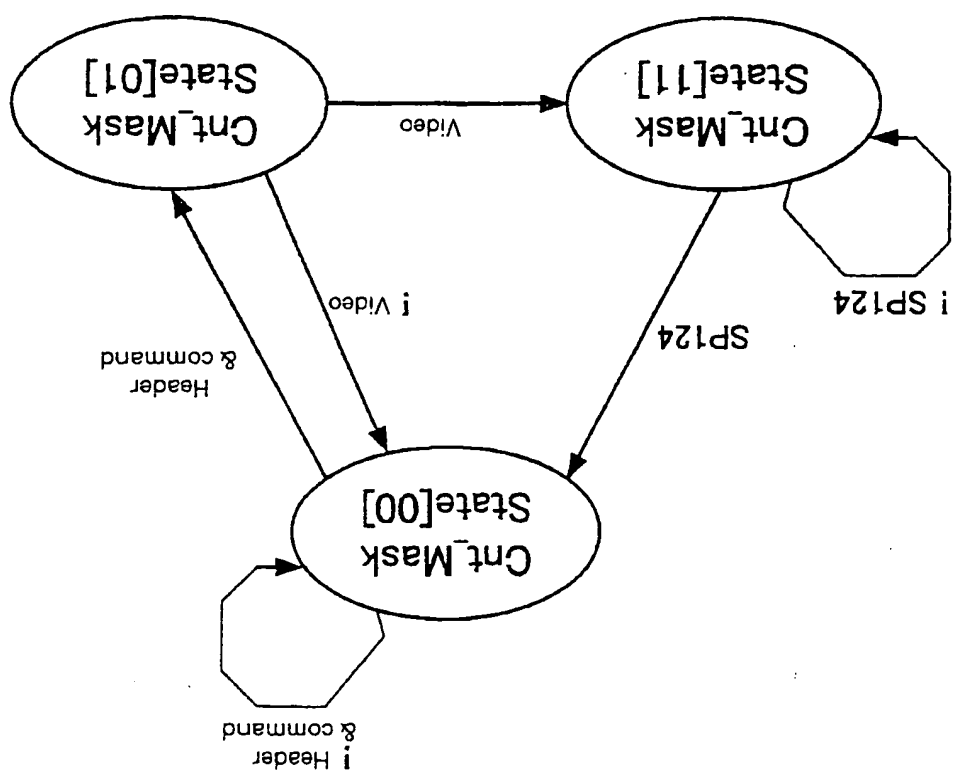 ! Header
& command
Cnt_Mask
State[00]
Header
& command
! Video
SP124
! SP124
Cnt_Mask
State[01]
Video
Cnt_Mask
State[11]